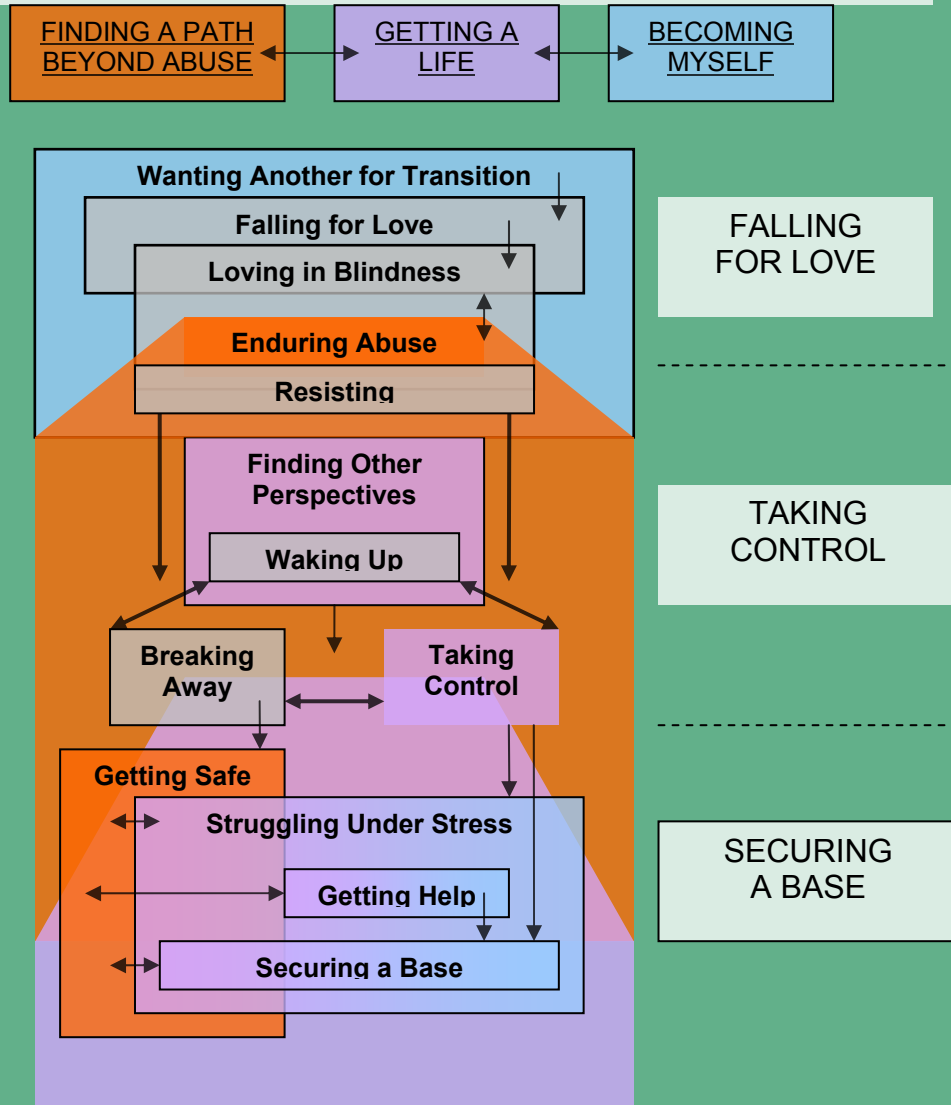 FINDING A PATH
BEYOND ABUSE
GETTING A
LIFE
BECOMING
MYSELF
Wanting Another for Transition
Falling for Love
Loving in Blindness
Enduring Abuse
Resisting
FALLING
FOR LOVE
Finding Other
Perspectives
Waking Up
TAKING
CONTROL
Breaking
Away
Taking
Control
Getting Safe
Struggling Under Stress
Getting Help
Securing a Base
SECURING
A BASE